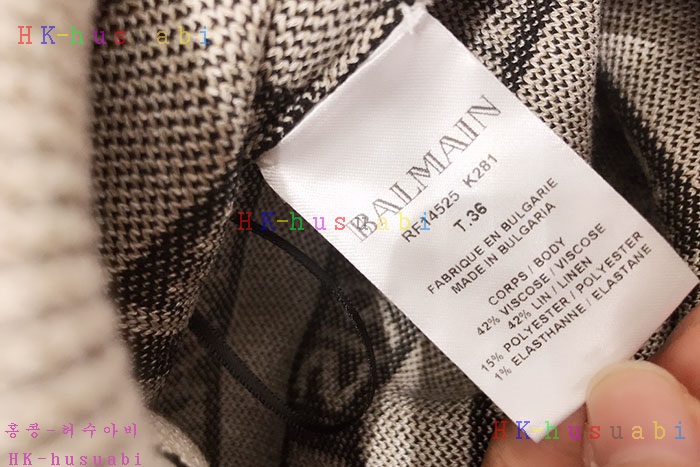 HK-husuabi
BALMAIN
RF14525 K281
T.36
FABRIQUE EN BULGARIE
MADE IN BULGARIA
CORPS / BODY
42% VISCOSE / VISCOSE
42% LIN / LINEN
15% POLYESTER / POLYESTER
1% ELASTHANNE / ELASTANE
HK-husuabi
HK-husuabi
홍콩-허수아비
HK-husuabi